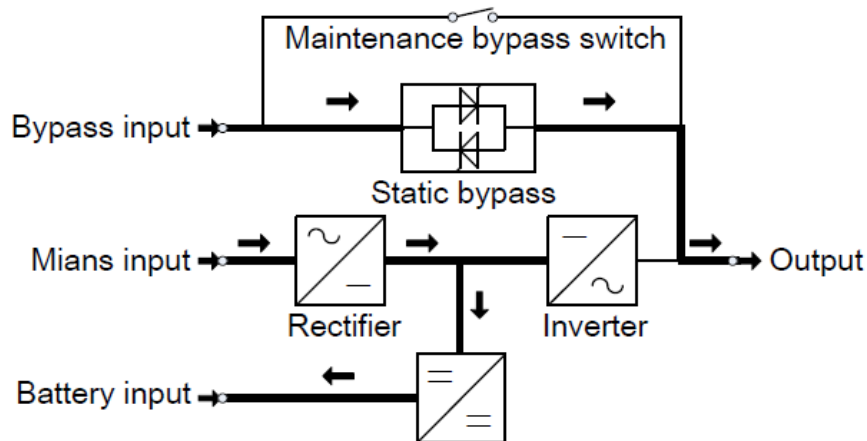 Maintenance bypass switch
Bypass input
Static bypass
Mians input
Output
Rectifier
Inverter
Battery input